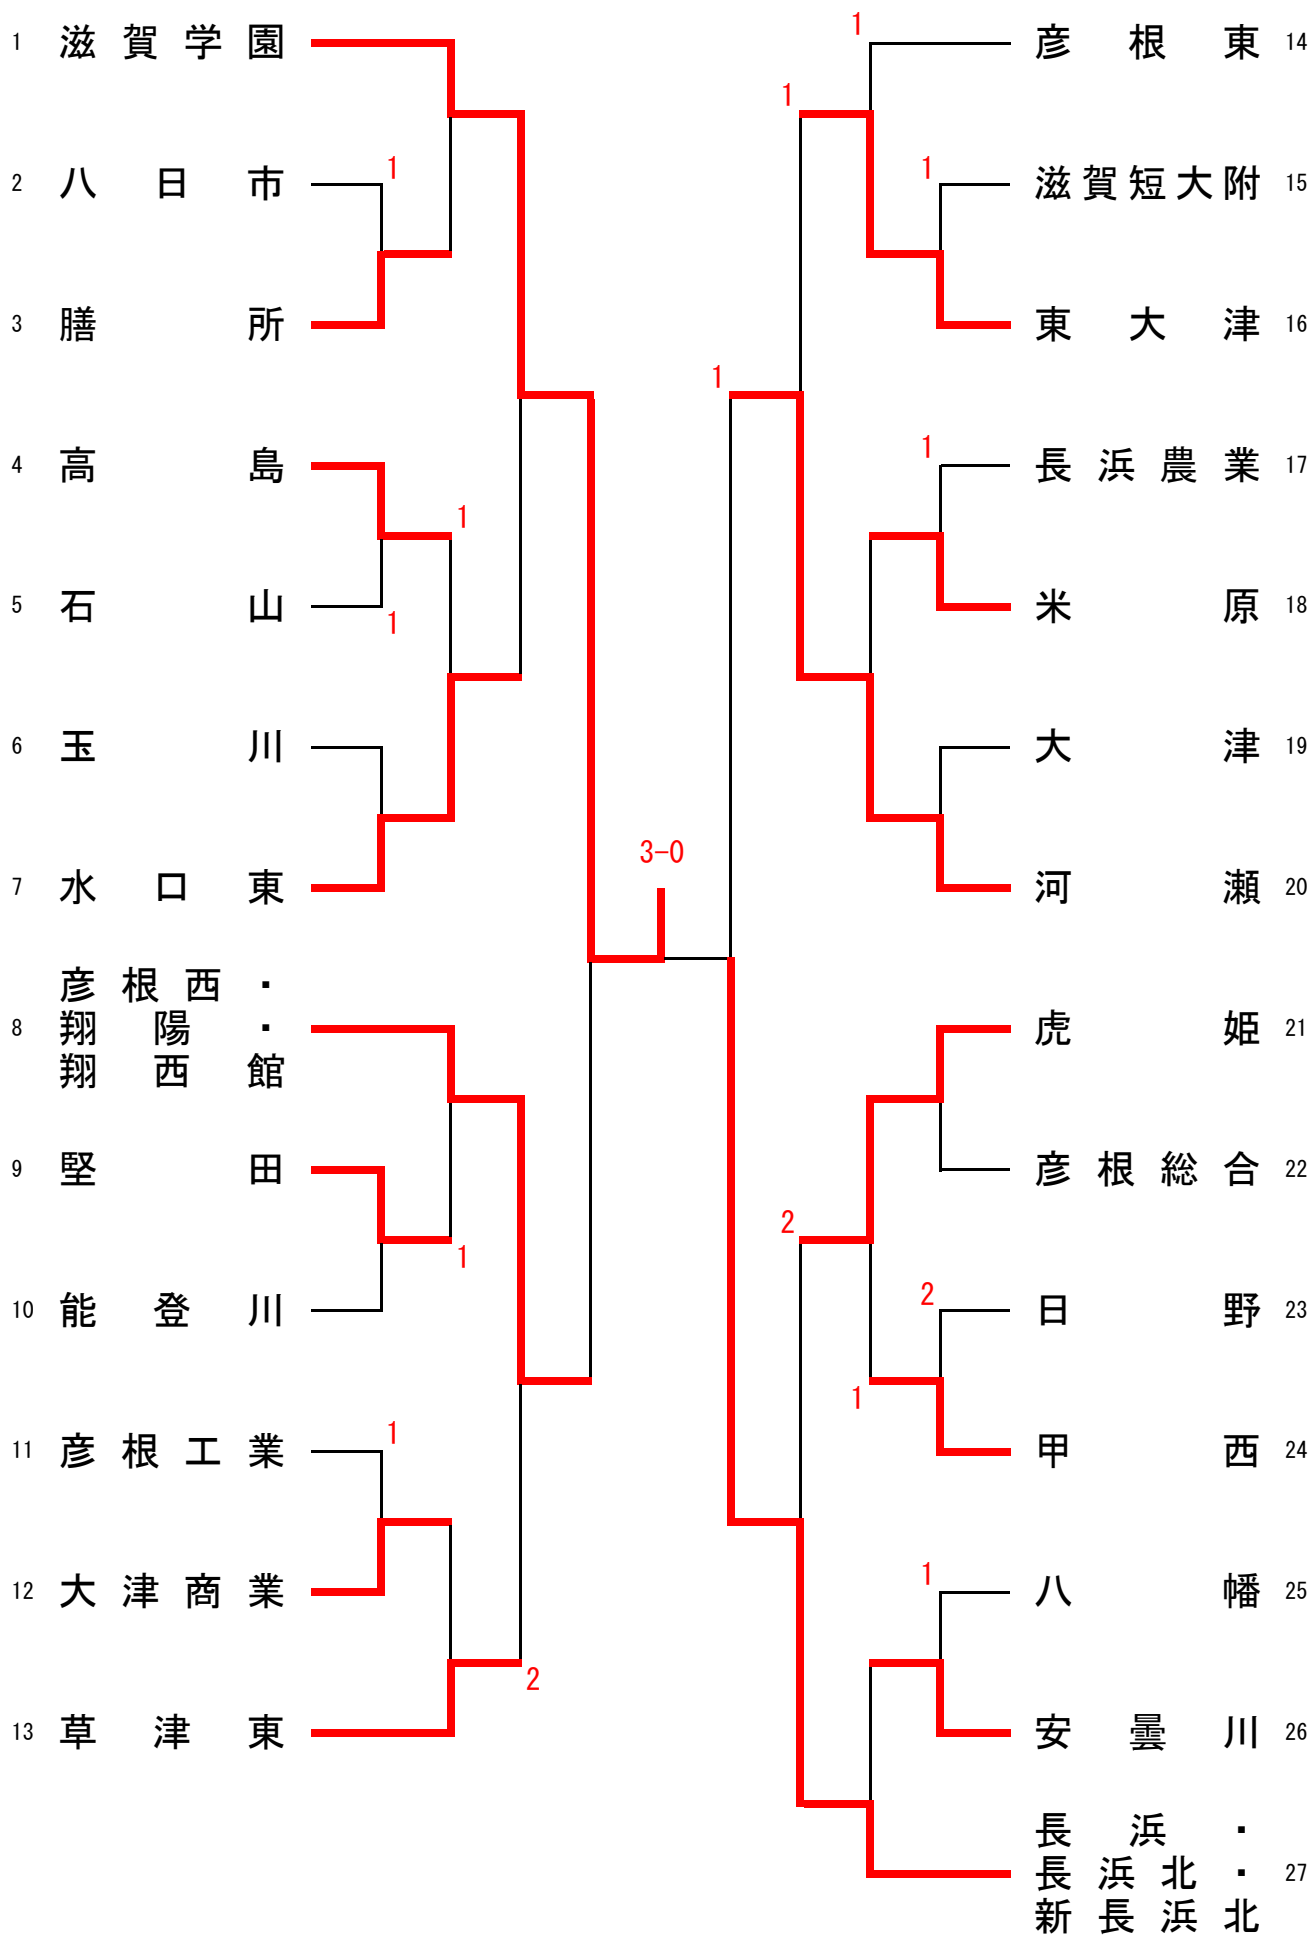 1 滋賀学園
1
2 八日市
3 膳所
4 高島
1
5 石山
1
6 玉川
7 水口東
彦根西・
8 翔陽・
翔西館
9 堅田
1
10 能登川
1
11 彦根工業
12 大津商業
2
13 草津東
3-0
1
彦根東 14
1
1
滋賀短大附 15
東大津 16
1
1
長浜農業 17
米原 18
大津 19
河瀬 20
虎姫 21
彦根総合 22
2
2
日野 23
1
甲西 24
1
八幡 25
安曇川 26
長浜・
長浜北・ 27
新長浜北